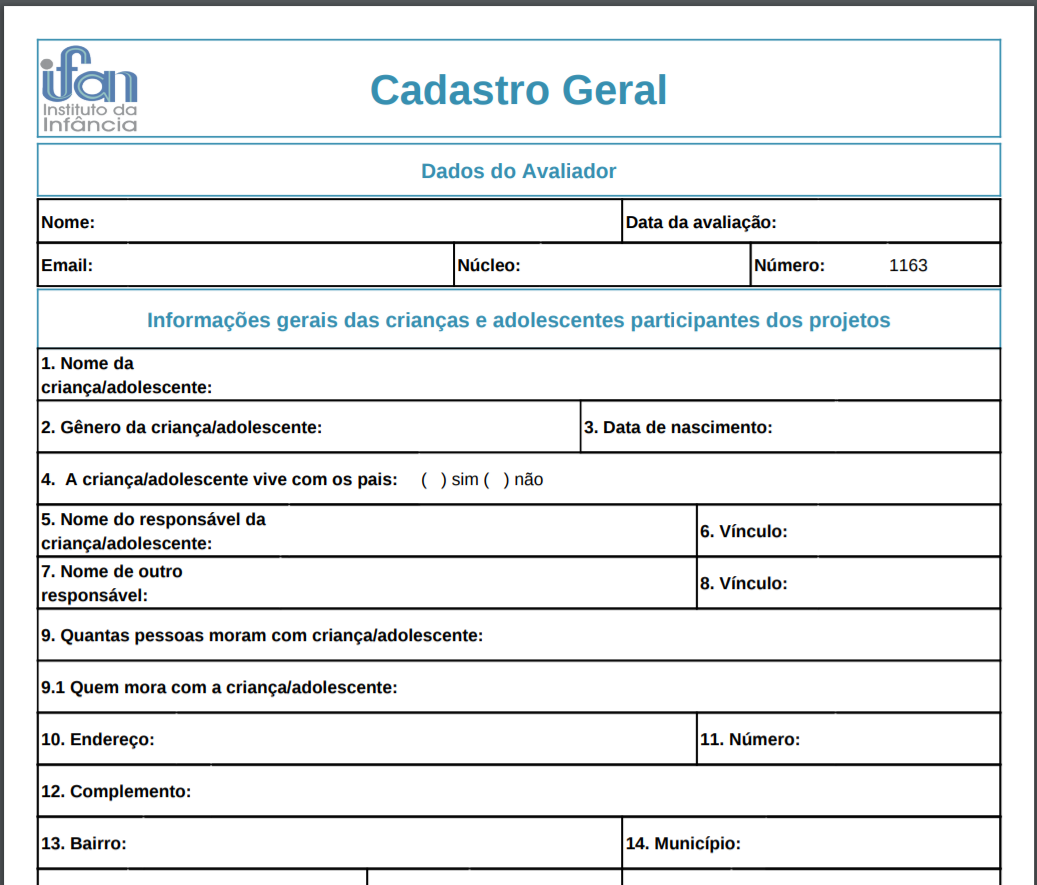 ifan
Instituto da
Infância
Cadastro Geral
Dados do Avaliador
Nome: Data da avaliação:
Email: Núcleo: Número: 1163
Informações gerais das crianças e adolescentes participantes dos projetos
1. Nome da
criança/adolescente:
2. Gênero da criança/adolescente: 3. Data de nascimento:
4. A criança/adolescente vive com os pais: ( ) sim ( ) não
5. Nome do responsável da
criança/adolescente:
6. Vínculo:
7. Nome de outro
responsável:
8. Vínculo:
9. Quantas pessoas moram com criança/adolescente:
9.1 Quem mora com a criança/adolescente:
10. Endereço: 11. Número:
12. Complemento:
13. Bairro: 14. Município: